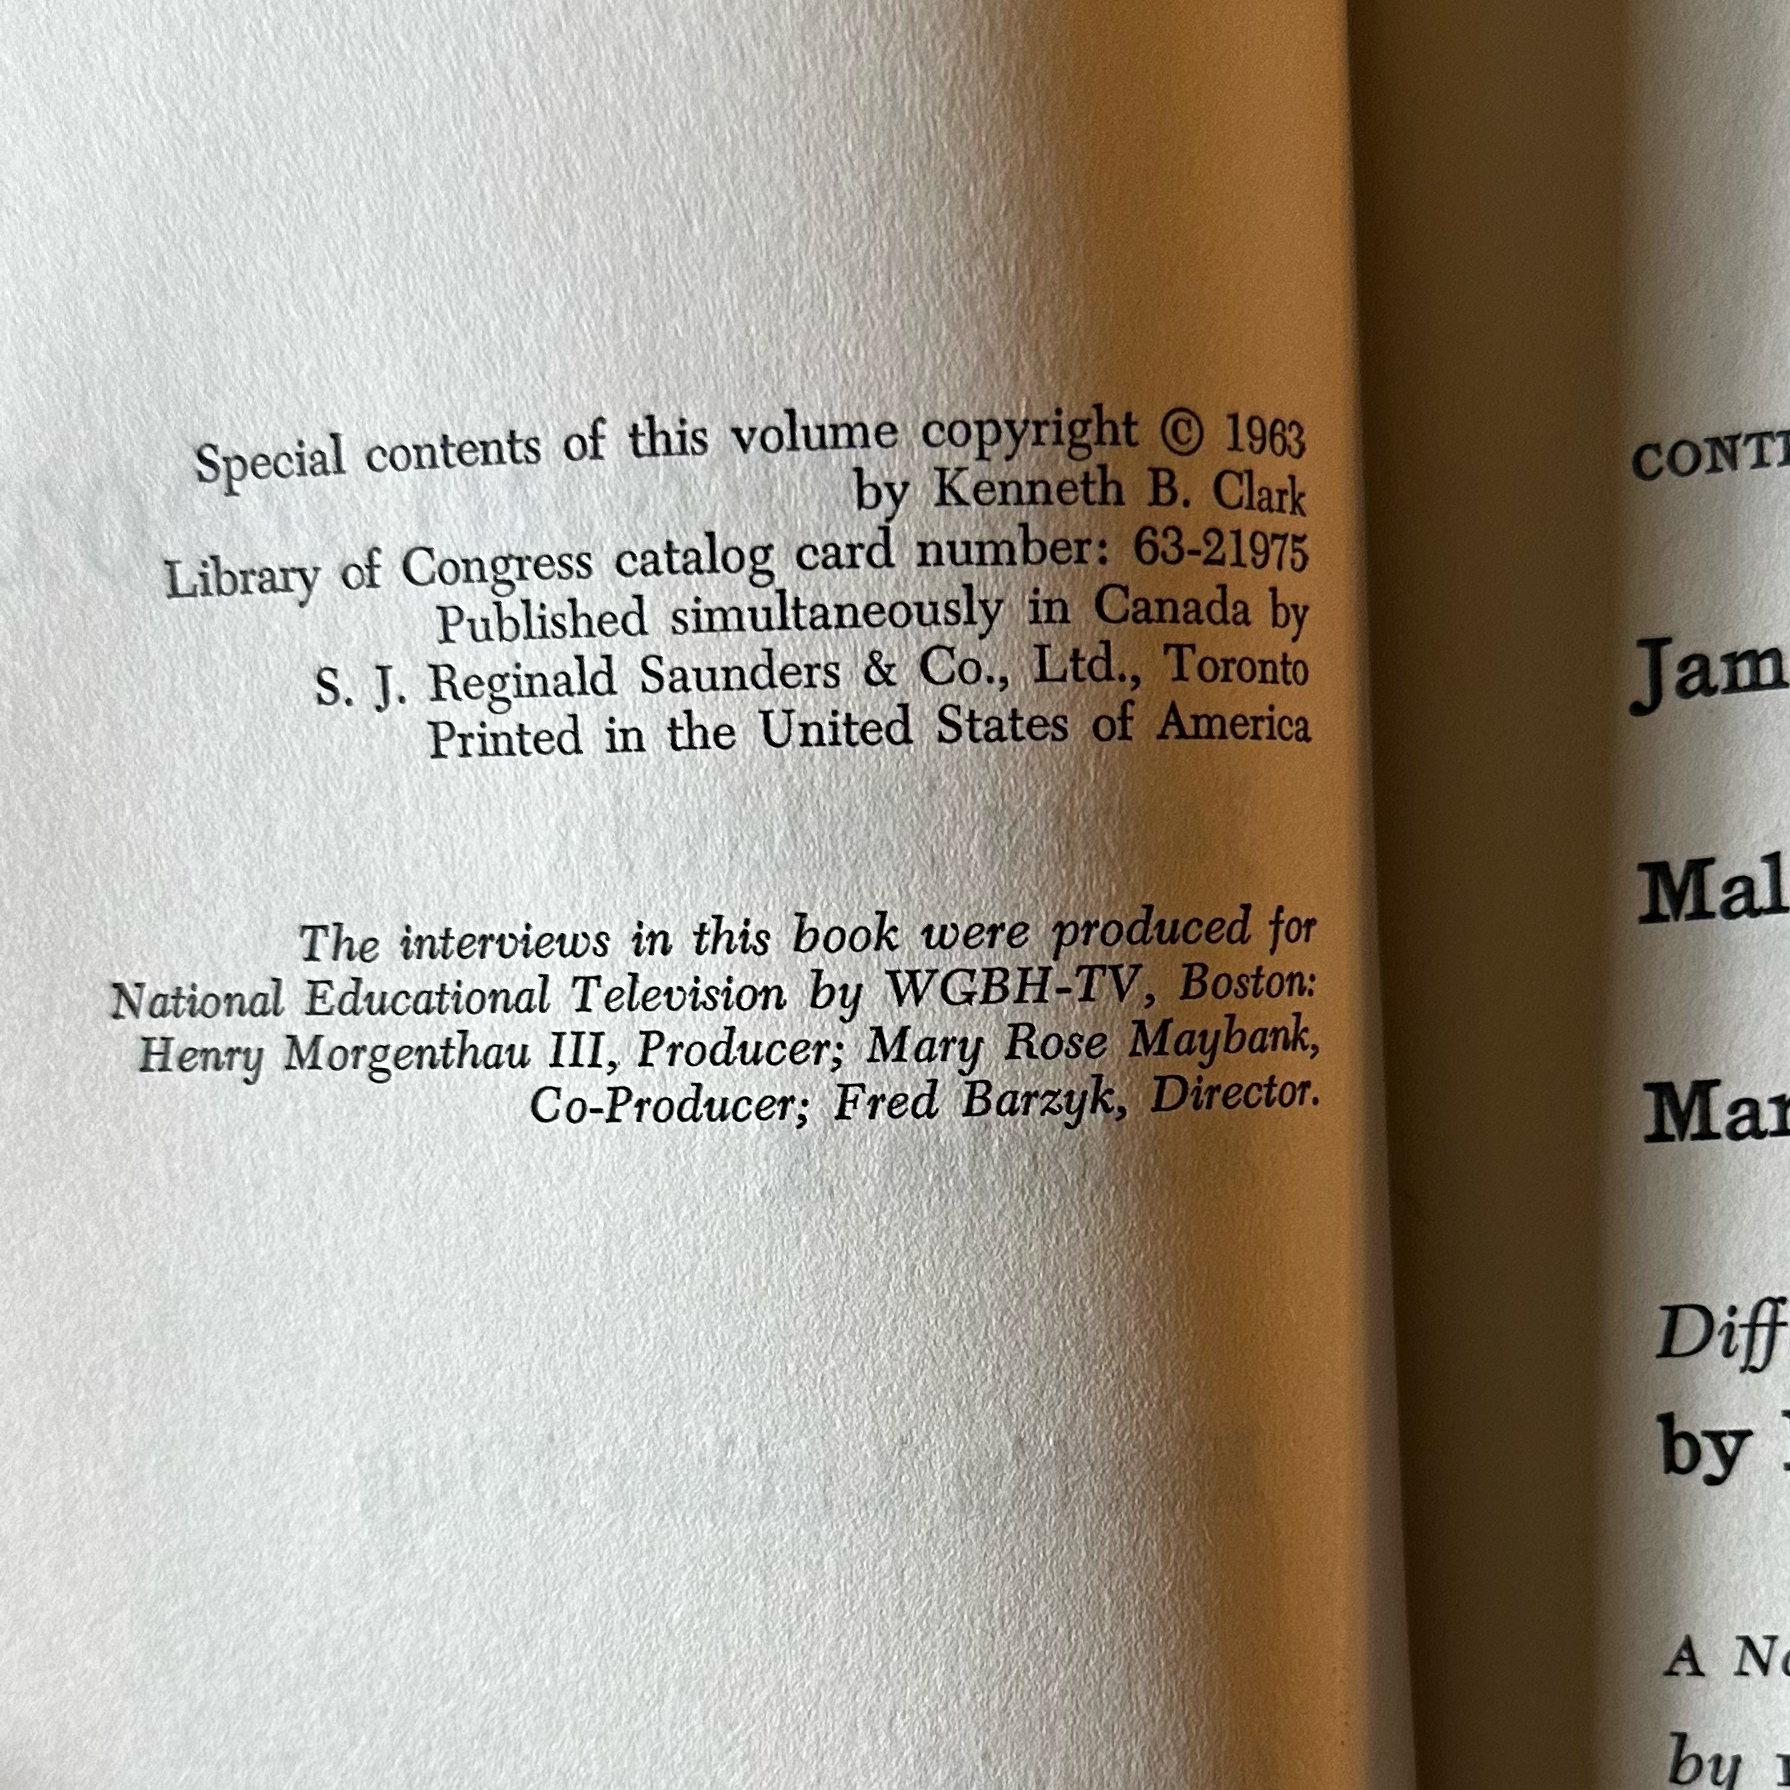 Special contents of this volume copyright © 1963
by Kenneth B. Clark
Library of Congress catalog card number: 63-21975
Published simultaneously in Canada by
S. J. Reginald Saunders & Co., Ltd., Toronto
Printed in the United States of America
The interviews in this book were produced for
National Educational Television by WGBH-TV, Boston:
Henry Morgenthau III, Producer; Mary Rose Maybank,
Co-Producer; Fred Barzyk, Director.
CONT
Jam
Mal
Mar
Diff
by
A No
by